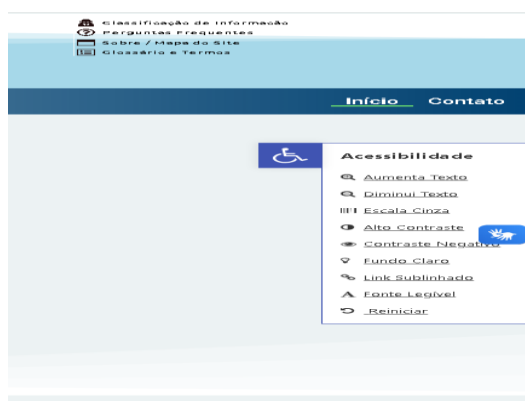 Classificação de Informação
Perguntas Frequentes
Sobre / Mapa do Site
Glossário e Termos
Início Contato
Acessibilidade
Aumenta Texto
Diminui Texto
Escala Cinza
Alto Contraste
Contraste Negativo
Fundo Claro
Link Sublinhado
Fonte Legível
Reiniciar